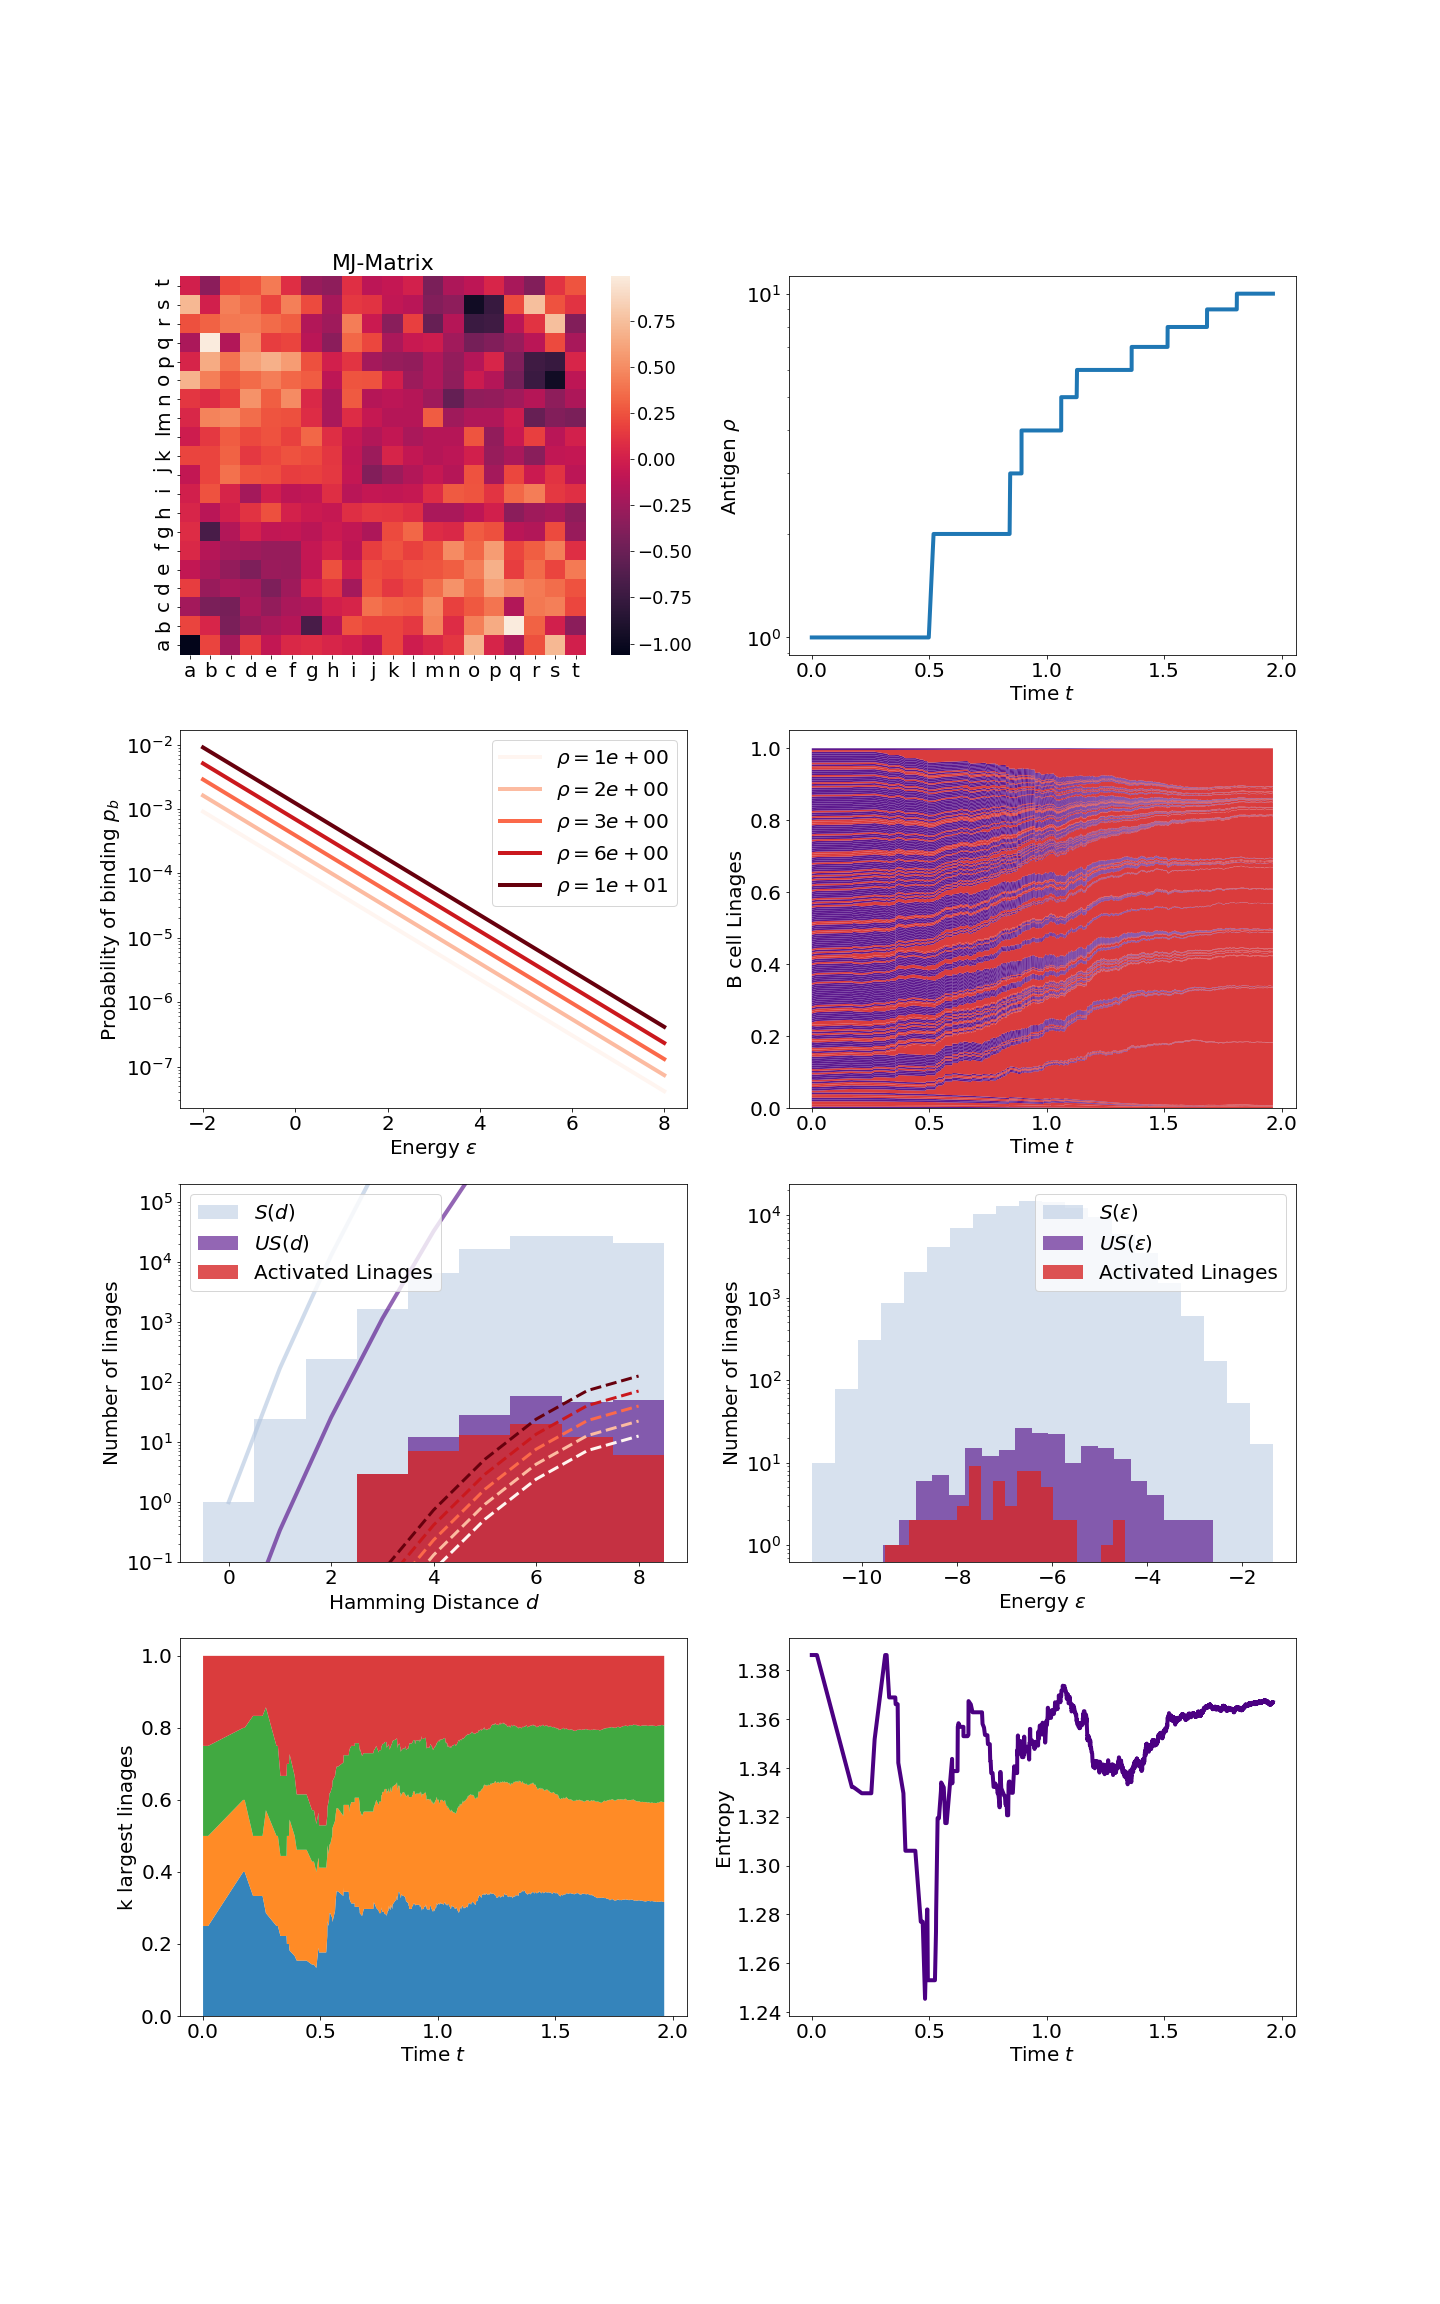 MJ-Matrix
t
s
r
q
p
o
n
m
l
k
j
i
h
g
f
e
d
c
b
a
a b c d e f g h i j k l m n o p q r s t
0.75
0.50
0.25
0.00
−0.25
−0.50
−0.75
−1.00
10¹
10⁰
Antigen ρ
0.0 0.5 1.0 1.5 2.0
Time t
10⁻²
10⁻³
10⁻⁴
10⁻⁵
10⁻⁶
10⁻⁷
Probability of binding p_b
ρ = 1e + 00
ρ = 2e + 00
ρ = 3e + 00
ρ = 6e + 00
ρ = 1e + 01
−2 0 2 4 6 8
Energy ε
1.0
0.8
0.6
0.4
0.2
0.0
B cell Linages
0.0 0.5 1.0 1.5 2.0
Time t
10⁵
10⁴
10³
10²
10¹
10⁰
10⁻¹
Number of linages
S(d)
US(d)
Activated Linages
0 2 4 6 8
Hamming Distance d
10⁴
10³
10²
10¹
10⁰
Number of linages
S(ε)
US(ε)
Activated Linages
−10 −8 −6 −4 −2
Energy ε
1.0
0.8
0.6
0.4
0.2
0.0
k largest linages
0.0 0.5 1.0 1.5 2.0
Time t
1.38
1.36
1.34
1.32
1.30
1.28
1.26
1.24
Entropy
0.0 0.5 1.0 1.5 2.0
Time t